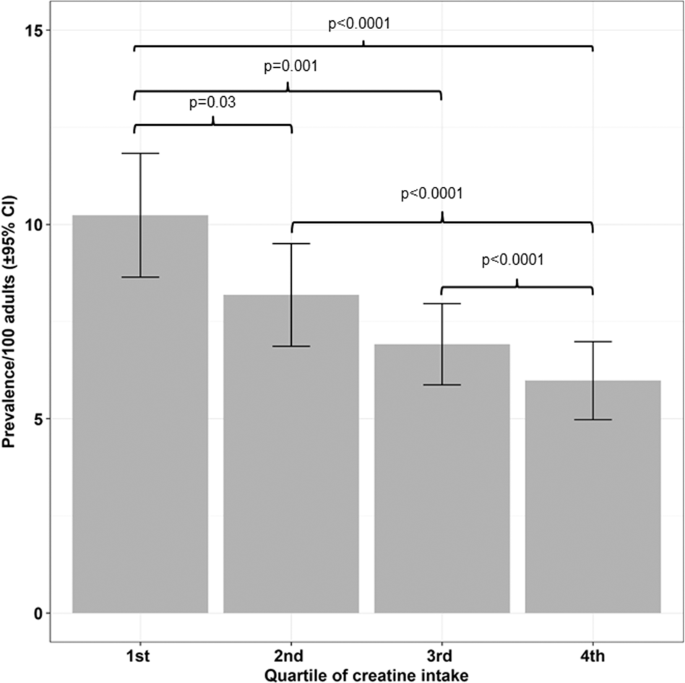 15
p<0.0001
p=0.001
p=0.03
10
p<0.0001
p<0.0001
5
0
Prevalence/100 adults (±95% CI)
1st 2nd 3rd 4th
Quartile of creatine intake